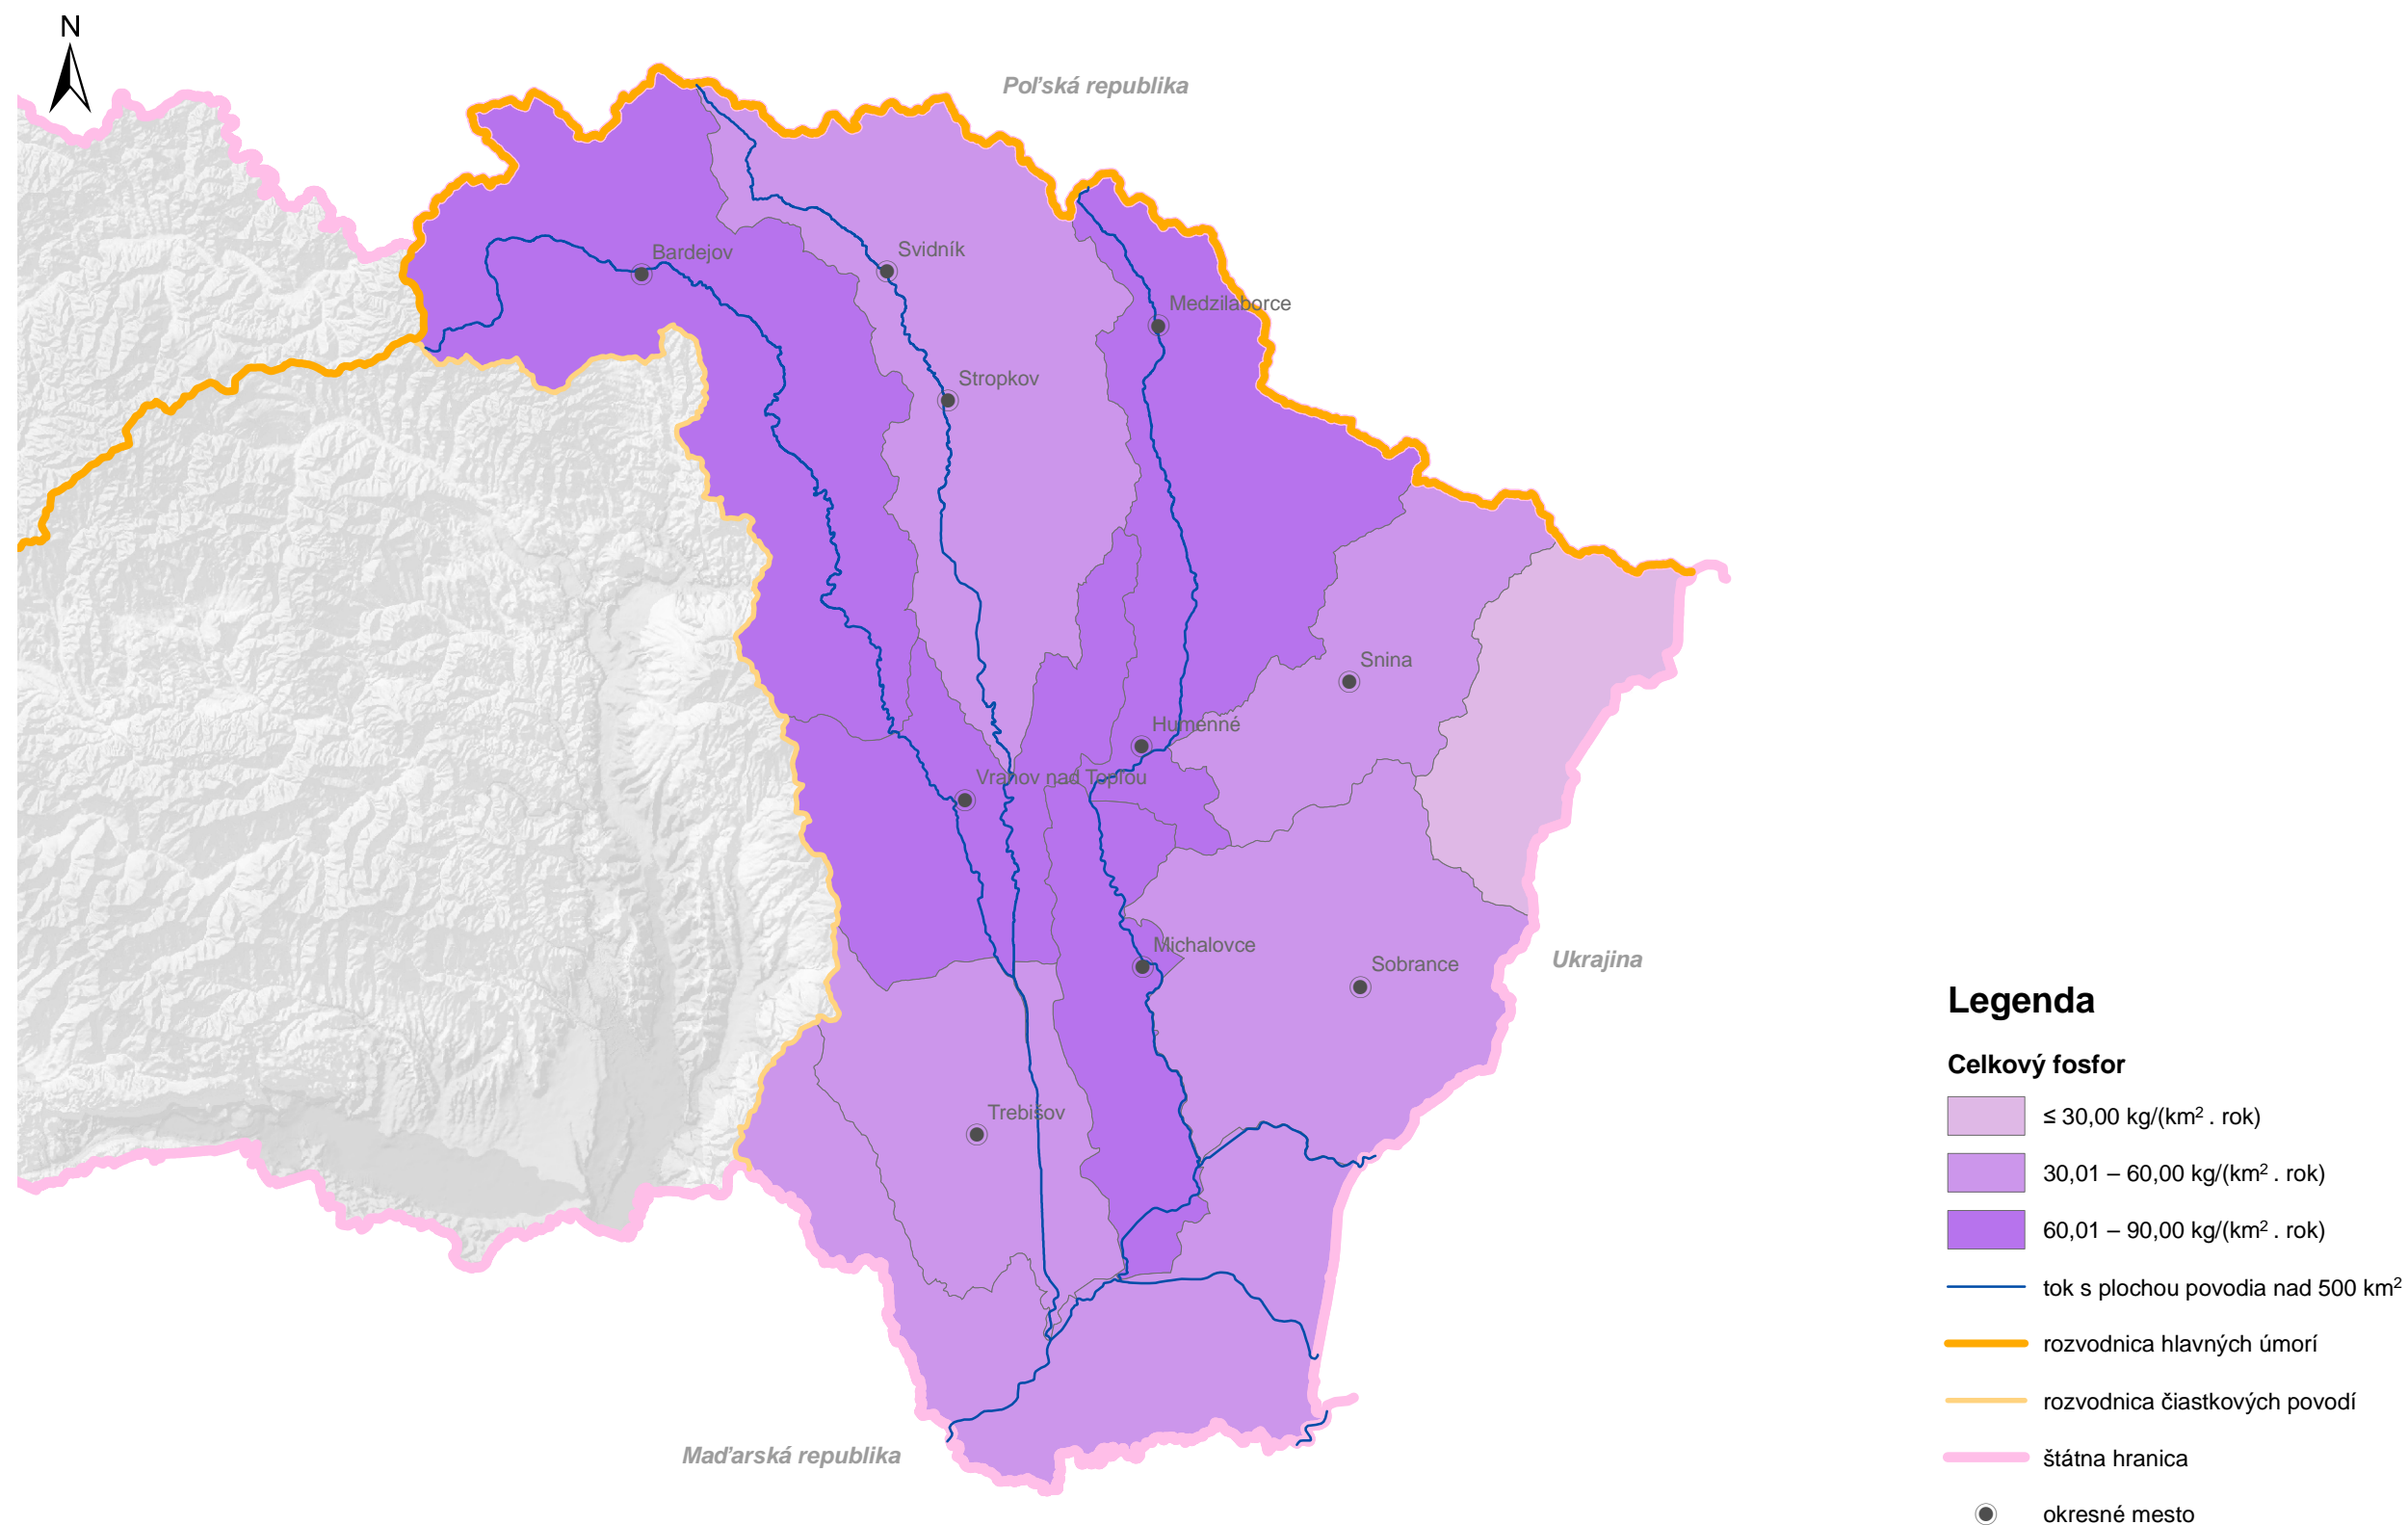 N
Poľská republika
Bardejov
Svidník
Medzilaborce
Stropkov
Snina
Humenné
Vranov nad Topľou
Michalovce
Sobrance
Ukrajina
Trebišov
Maďarská republika
Legenda
Celkový fosfor
≤ 30,00 kg/(km² . rok)
30,01 – 60,00 kg/(km² . rok)
60,01 – 90,00 kg/(km² . rok)
tok s plochou povodia nad 500 km²
rozvodnica hlavných úmorí
rozvodnica čiastkových povodí
štátna hranica
okresné mesto